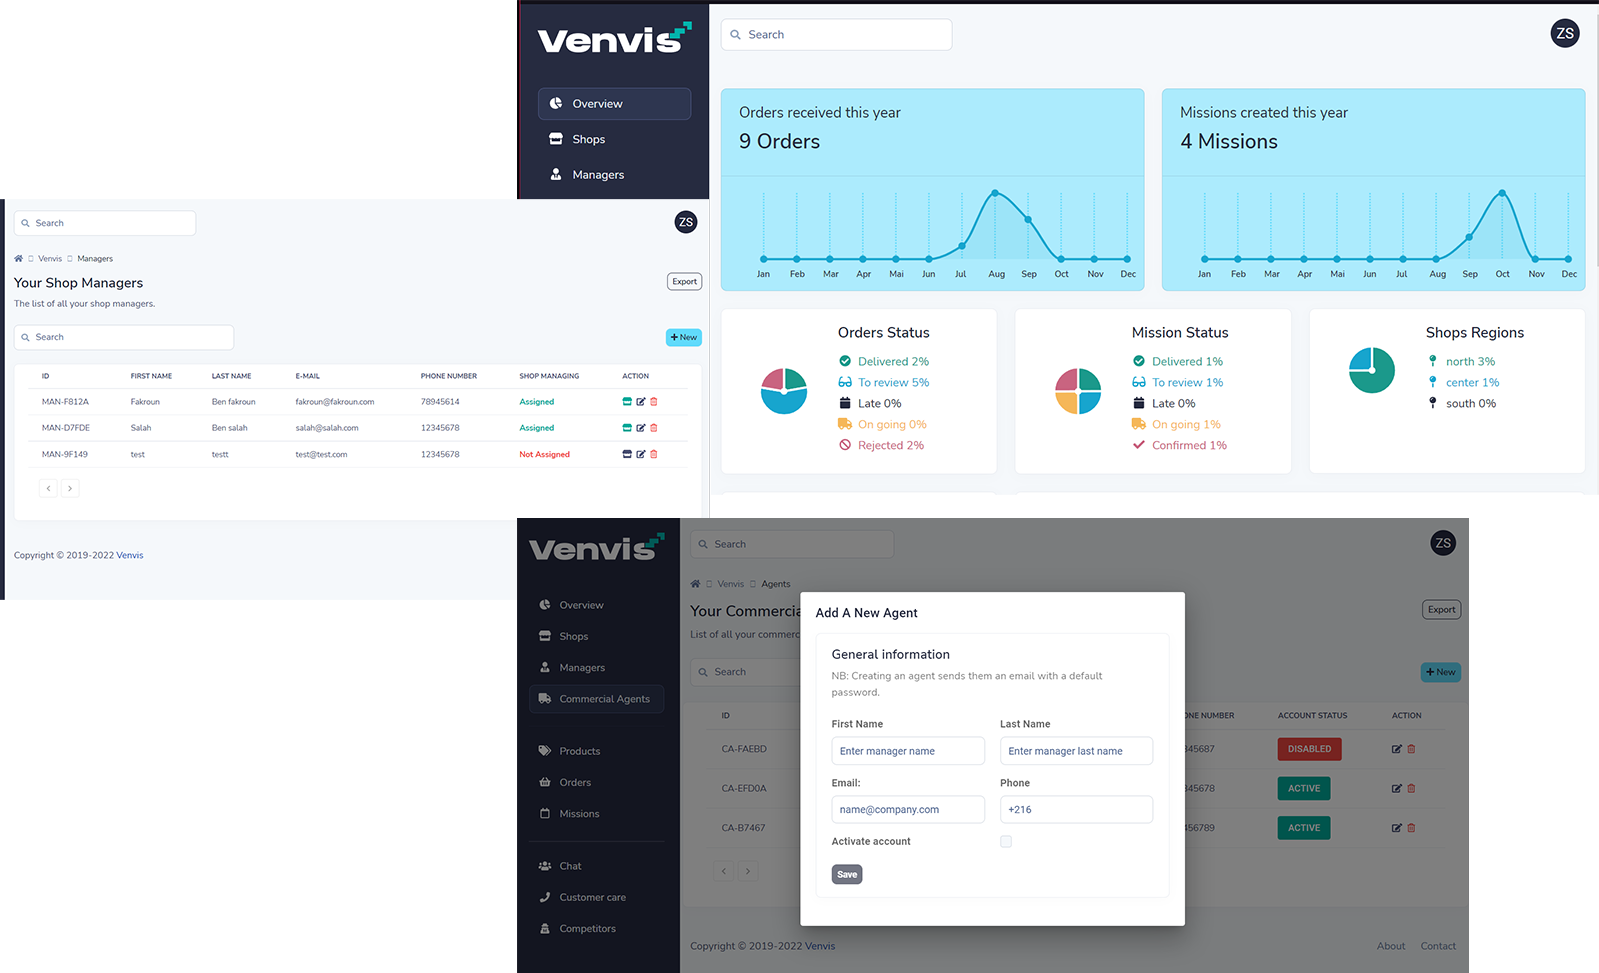 Venvis
Search
ZS
Overview
Shops
Managers
Orders received this year
9 Orders
Jan Feb Mar Apr Mai Jun Jul Aug Sep Oct Nov Dec
Missions created this year
4 Missions
Jan Feb Mar Apr Mai Jun Jul Aug Sep Oct Nov Dec
Orders Status
Delivered 2%
To review 5%
Late 0%
On going 0%
Rejected 2%
Mission Status
Delivered 1%
To review 1%
Late 0%
On going 1%
Confirmed 1%
Shops Regions
north 3%
center 1%
south 0%
Search
ZS
Venvis Managers
Your Shop Managers
Export
The list of all your shop managers.
Search
+ New
ID FIRST NAME LAST NAME E-MAIL PHONE NUMBER SHOP MANAGING ACTION
MAN-F812A Fakroun Ben fakroun fakroun@fakroun.com 78945614 Assigned
MAN-D7FDE Salah Ben salah salah@salah.com 12345678 Assigned
MAN-9F149 test testt test@test.com 12345678 Not Assigned
Copyright © 2019-2022 Venvis
Venvis
Search
ZS
Overview
Shops
Managers
Commercial Agents
Products
Orders
Missions
Chat
Customer care
Competitors
Venvis Agents
Your Commercia
Export
List of all your commerc
Search
+ New
ID ONE NUMBER ACCOUNT STATUS ACTION
CA-FAEBD 345687 DISABLED
CA-EFD0A 345678 ACTIVE
CA-B7467 456789 ACTIVE
Add A New Agent
General information
NB: Creating an agent sends them an email with a default
password.
First Name Last Name
Enter manager name Enter manager last name
Email: Phone
name@company.com +216
Activate account
Save
Copyright © 2019-2022 Venvis
About Contact